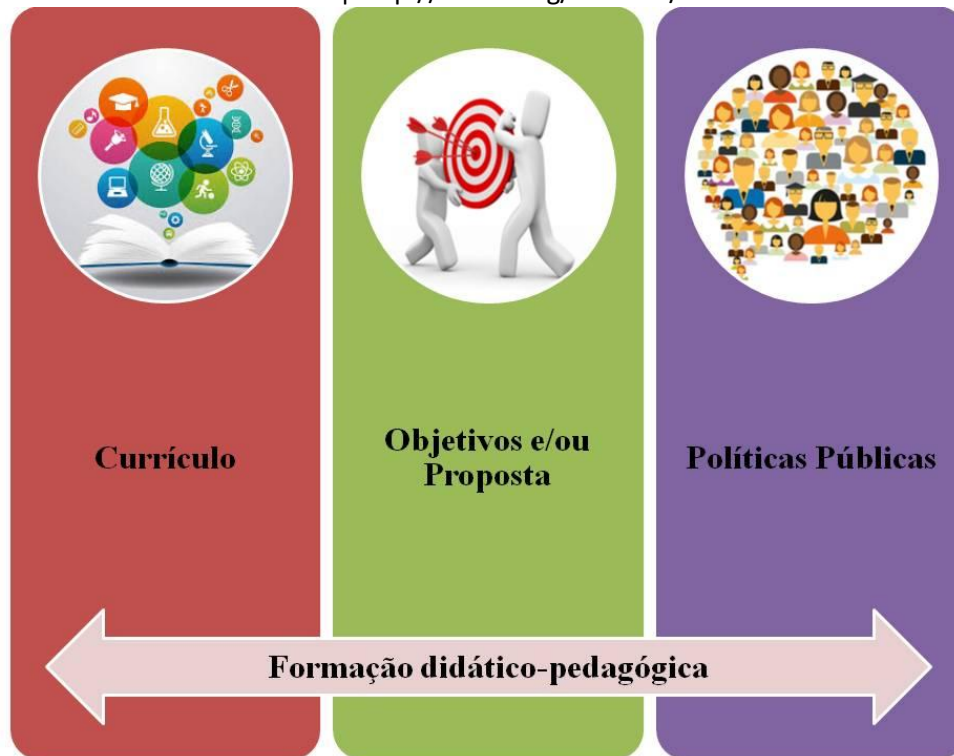 Currículo
Objetivos e/ou
Proposta
Políticas Públicas
Formação didático-pedagógica